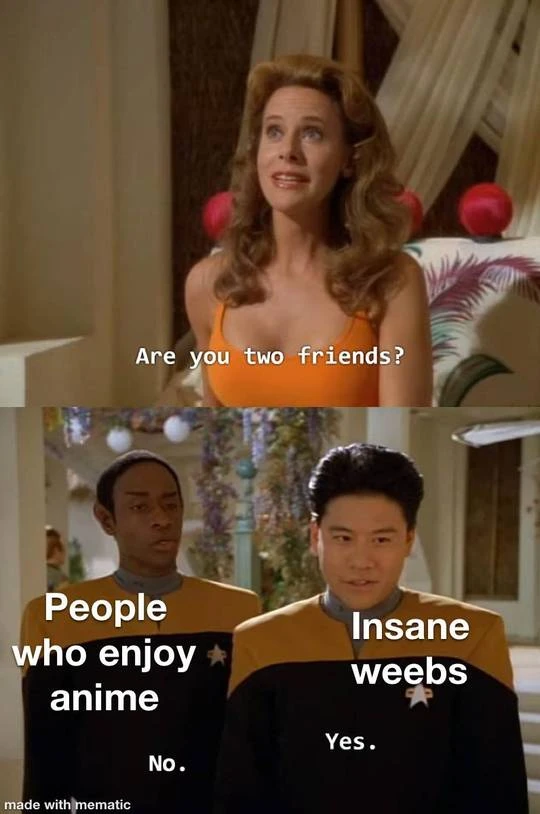 Are you two friends?
People
who enjoy
anime
Insane
weebs
No.
Yes.
made with mematic